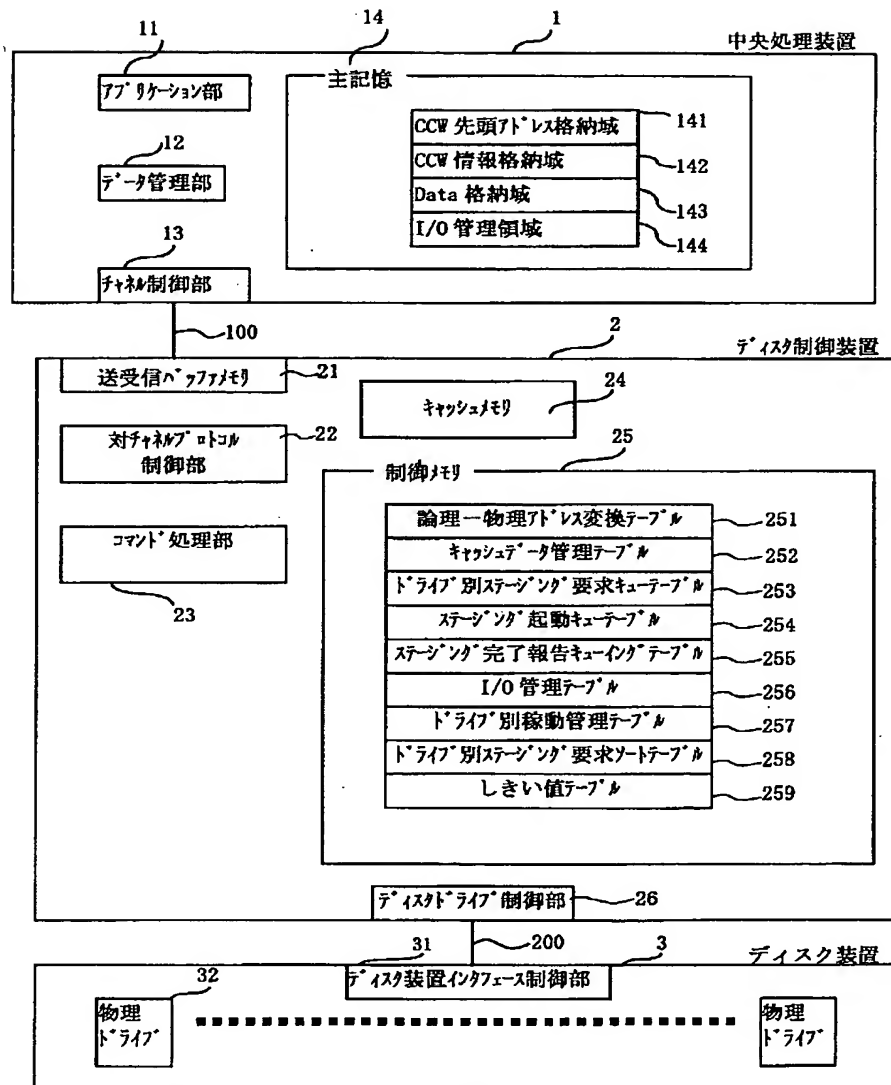 14
1
中央処理装置
11
アプリケーション部
主記憶
CCW 先頭アドレス格納域
141
12
CCW 情報格納域
142
データ管理部
Data 格納域
143
13
I/O 管理領域
144
チャネル制御部
100
2
ディスク制御装置
送受信バッファメモリ
21
24
キャッシュメモリ
22
対チャネルプロトコル
制御部
25
制御メモリ
コマンド処理部
23
論理ー物理アドレス変換テーブル
251
キャッシュデータ管理テーブル
252
ドライブ別ステージング要求キューテーブル
253
ステージング起動キューテーブル
254
ステージング完了報告キューイングテーブル
255
I/O 管理テーブル
256
ドライブ別稼動管理テーブル
257
ドライブ別ステージング要求ソートテーブル
258
しきい値テーブル
259
ディスクドライブ制御部
26
200
31
3
ディスク装置
ディスク装置インタフェース制御部
32
物理
ドライブ
物理
ドライブ